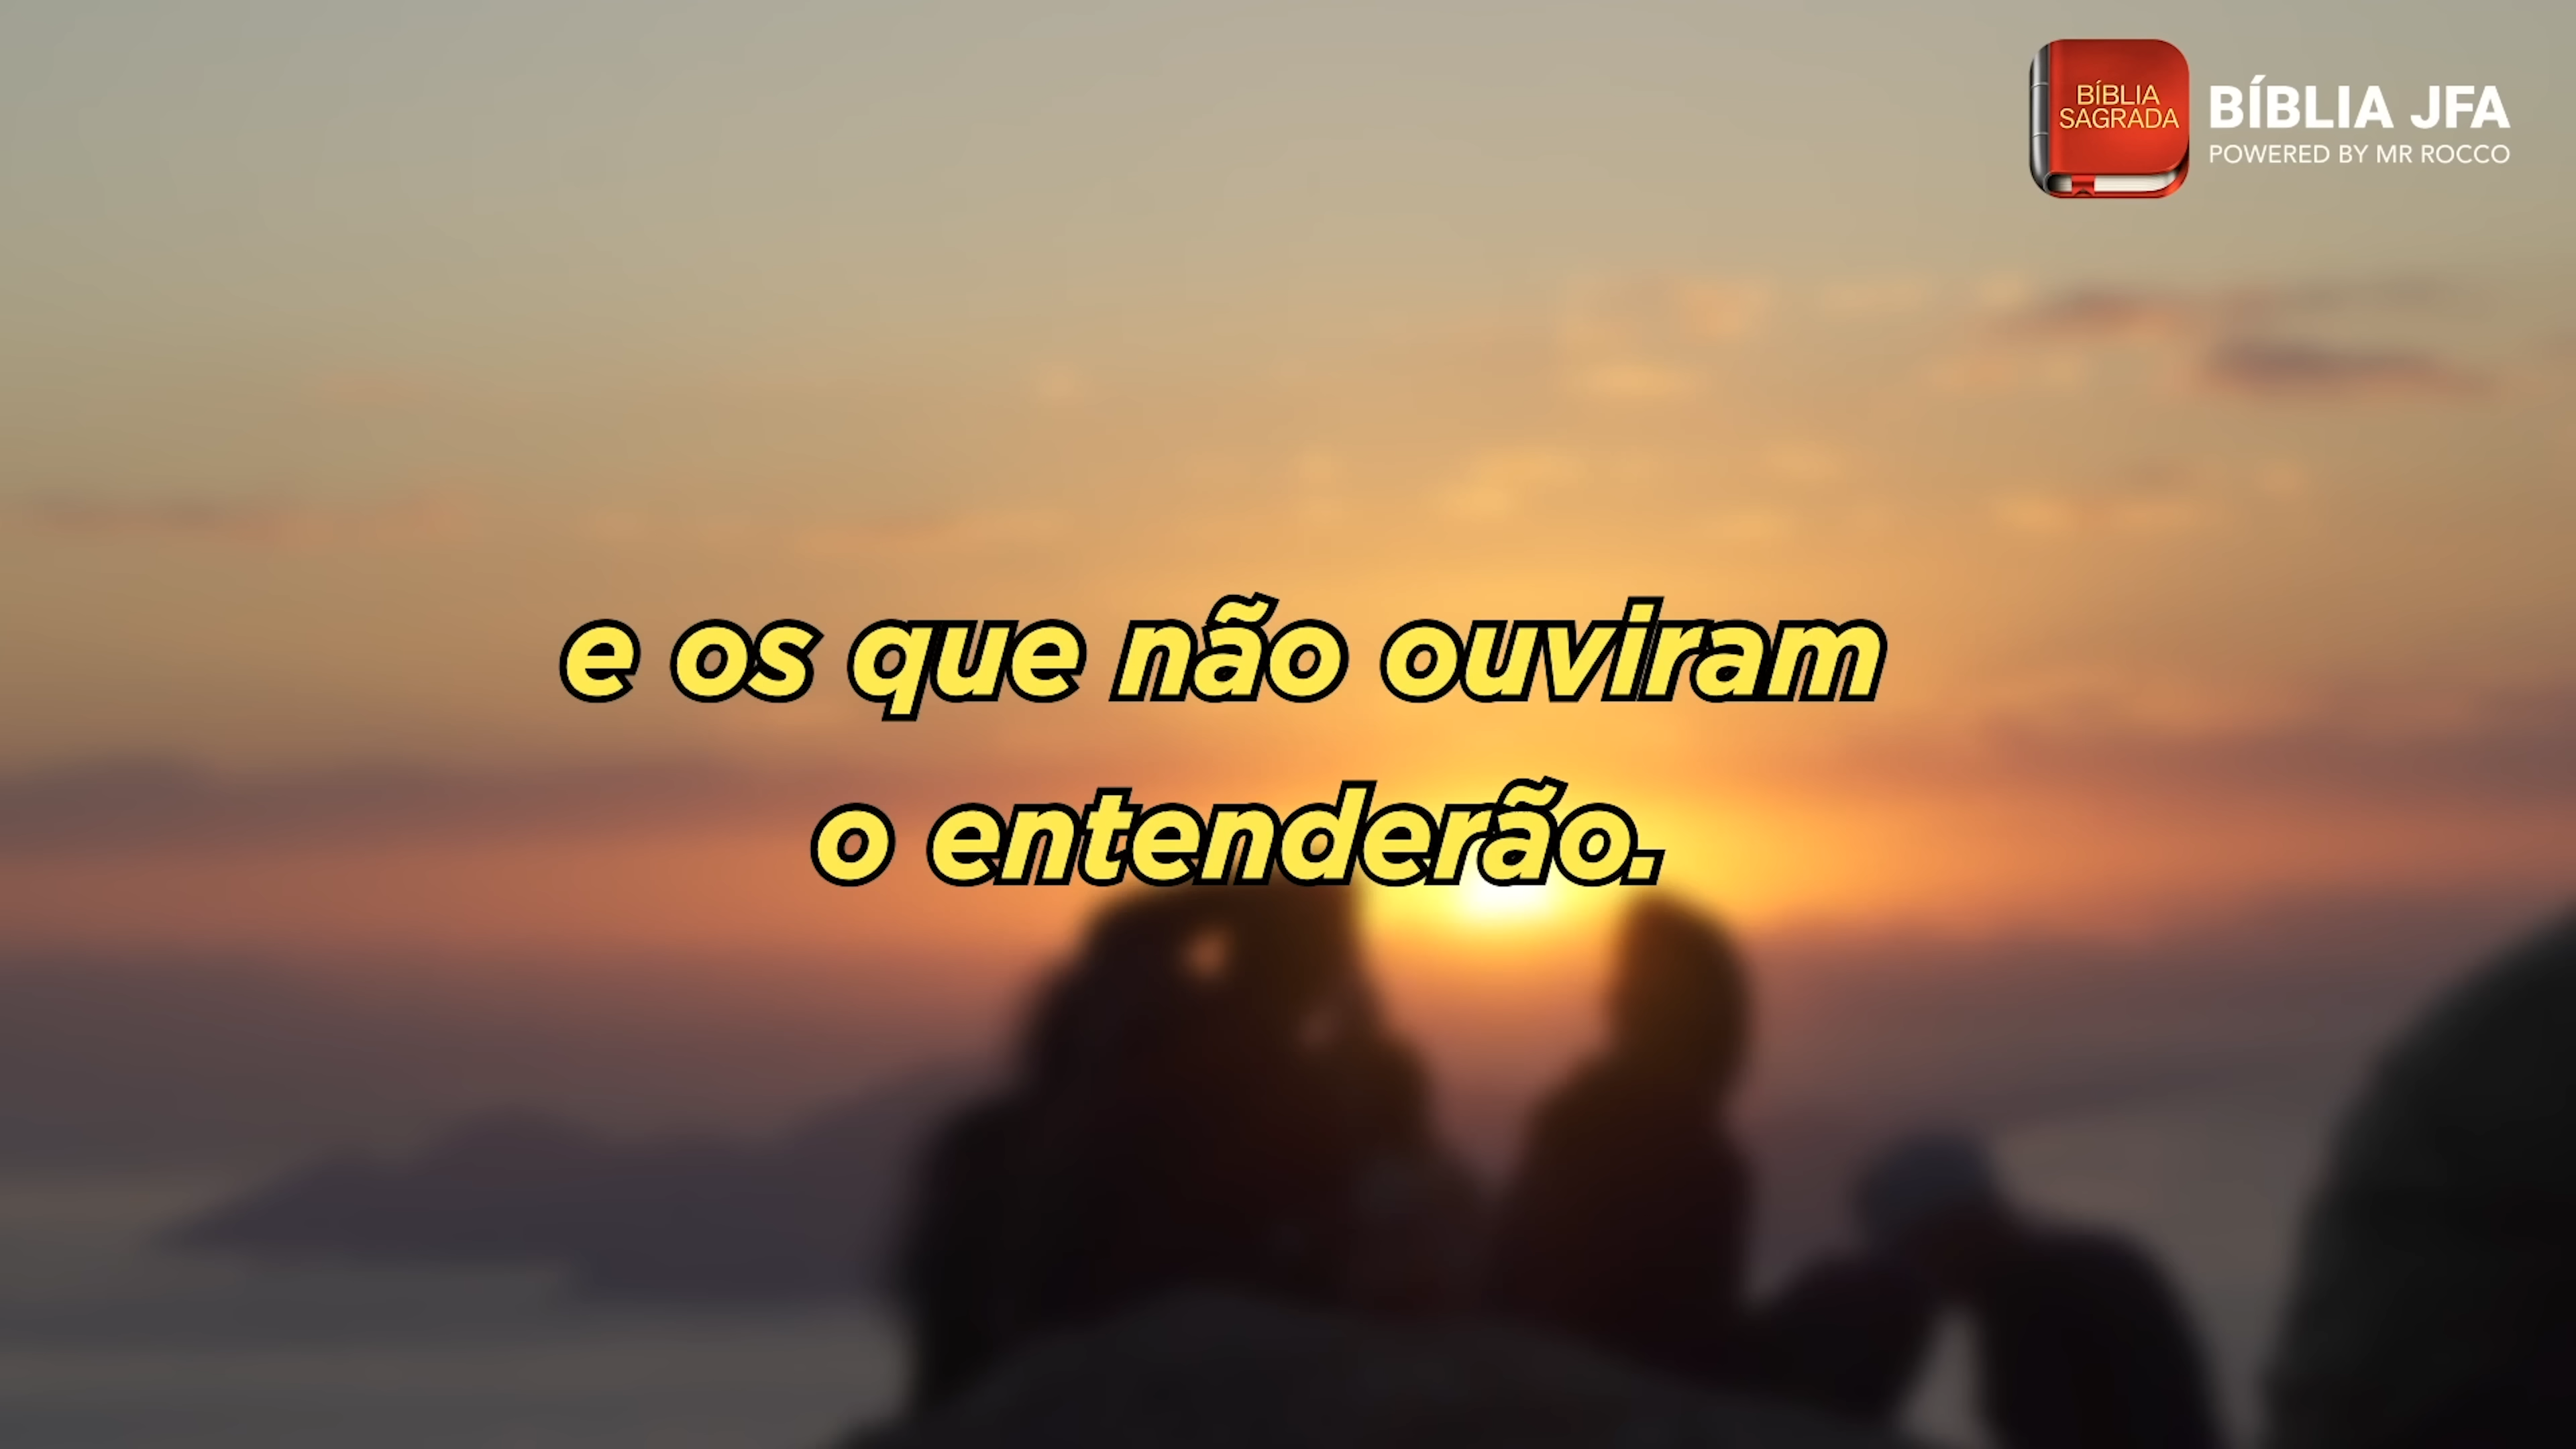 BÍBLIA
SAGRADA
BÍBLIA JFA
POWERED BY MR ROCCO
e os que não ouviram
o entenderão.